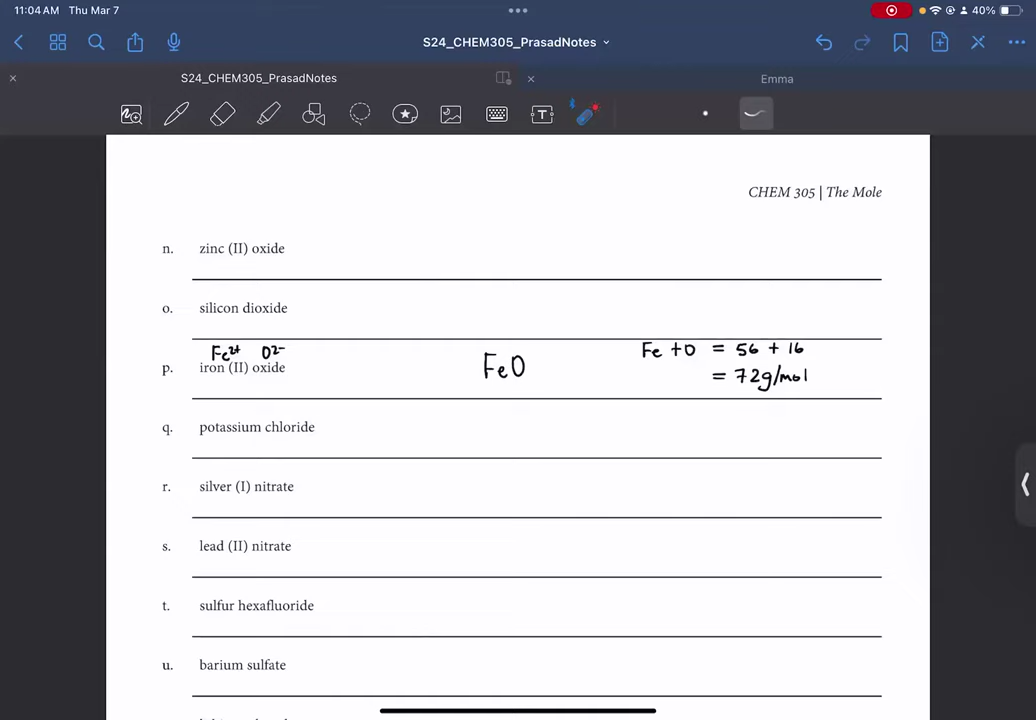 11:04 AM Thu Mar 7
40%
S24_CHEM305_PrasadNotes
S24_CHEM305_PrasadNotes
Emma
CHEM 305 | The Mole
n. zinc (II) oxide
o. silicon dioxide
Fe²⁺ O²⁻
Fe + O = 56 + 16
p. iron (II) oxide FeO
= 72g/mol
q. potassium chloride
r. silver (I) nitrate
s. lead (II) nitrate
t. sulfur hexafluoride
u. barium sulfate